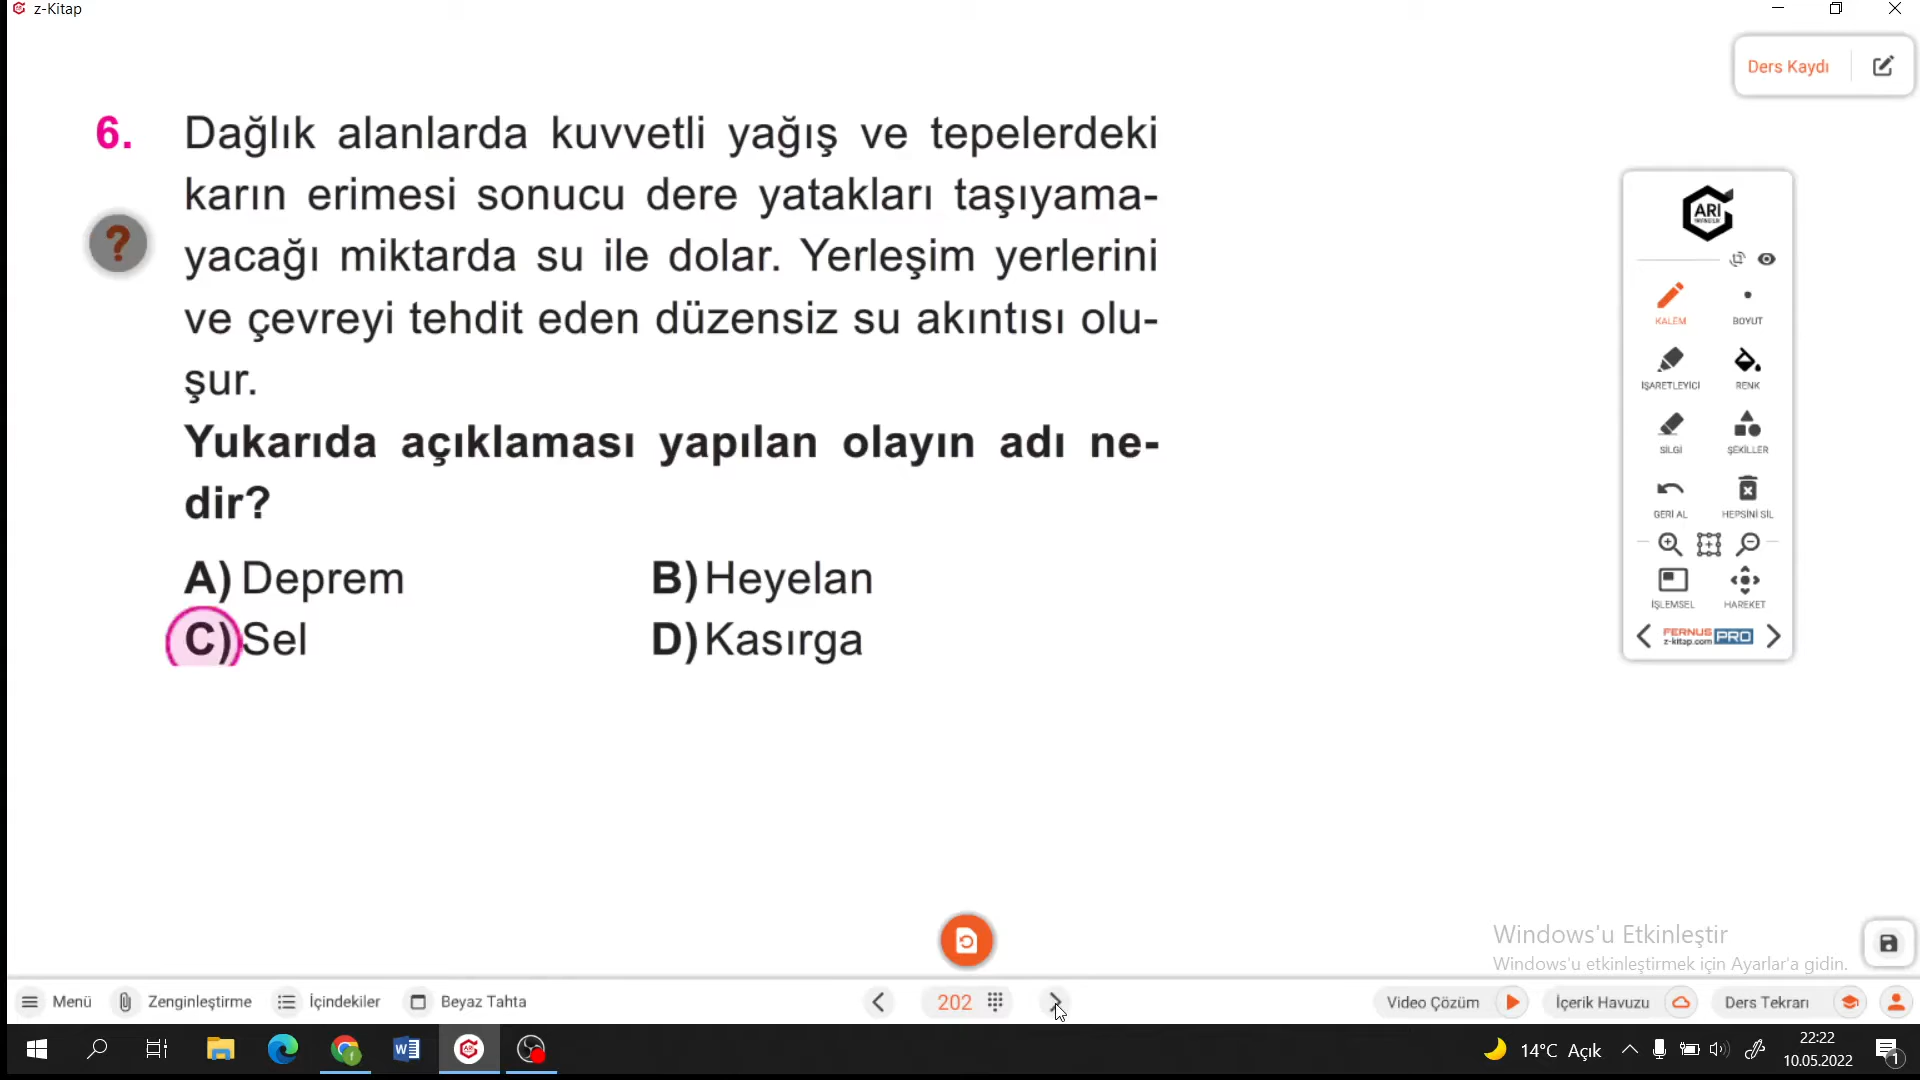 z-Kitap
Ders Kaydı
6. Dağlık alanlarda kuvvetli yağış ve tepelerdeki
karın erimesi sonucu dere yatakları taşıyama-
yacağı miktarda su ile dolar. Yerleşim yerlerini
ve çevreyi tehdit eden düzensiz su akıntısı olu-
şur.
Yukarıda açıklaması yapılan olayın adı ne-
dir?
A) Deprem B) Heyelan
C) Sel D) Kasırga
?
ARI
KALEM BOYUT
İŞARETLEYİCİ RENK
SİLGİ ŞEKİLLER
GERİ AL HEPSİNİ SİL
İŞLEMSEL HAREKET
FERNUS PRO
z-kitap.com
Windows'u Etkinleştir
Windows'u etkinleştirmek için Ayarlar'a gidin.
Menü Zenginleştirme İçindekiler Beyaz Tahta 202 Video Çözüm İçerik Havuzu Ders Tekrarı
14°C Açık 22:22
10.05.2022
1